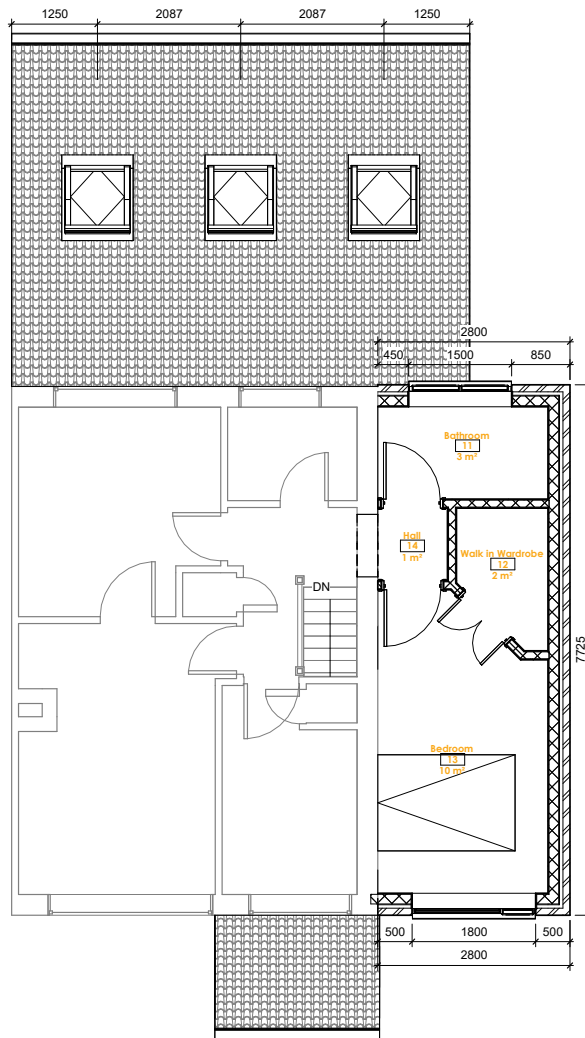 1250 2087 2087 1250
2800
450 1500 850
Bathroom
11
3 m²
Hall
14
1 m²
Walk in Wardrobe
12
2 m²
DN
7725
Bedroom
13
10 m²
500 1800 500
2800